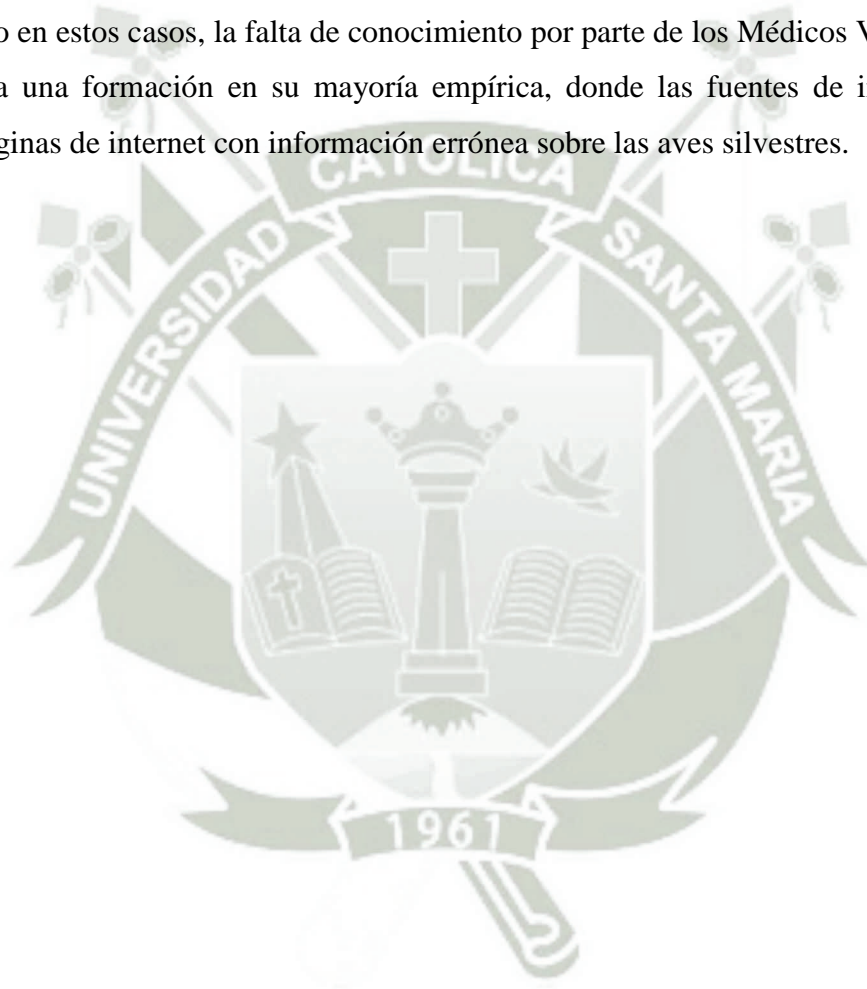 o en estos casos, la falta de conocimiento por parte de los Médicos V
a una formación en su mayoría empírica, donde las fuentes de i
ginas de internet con información errónea sobre las aves silvestres.
CATOLICA
UNIVERSIDAD
SANTA MARIA
1961